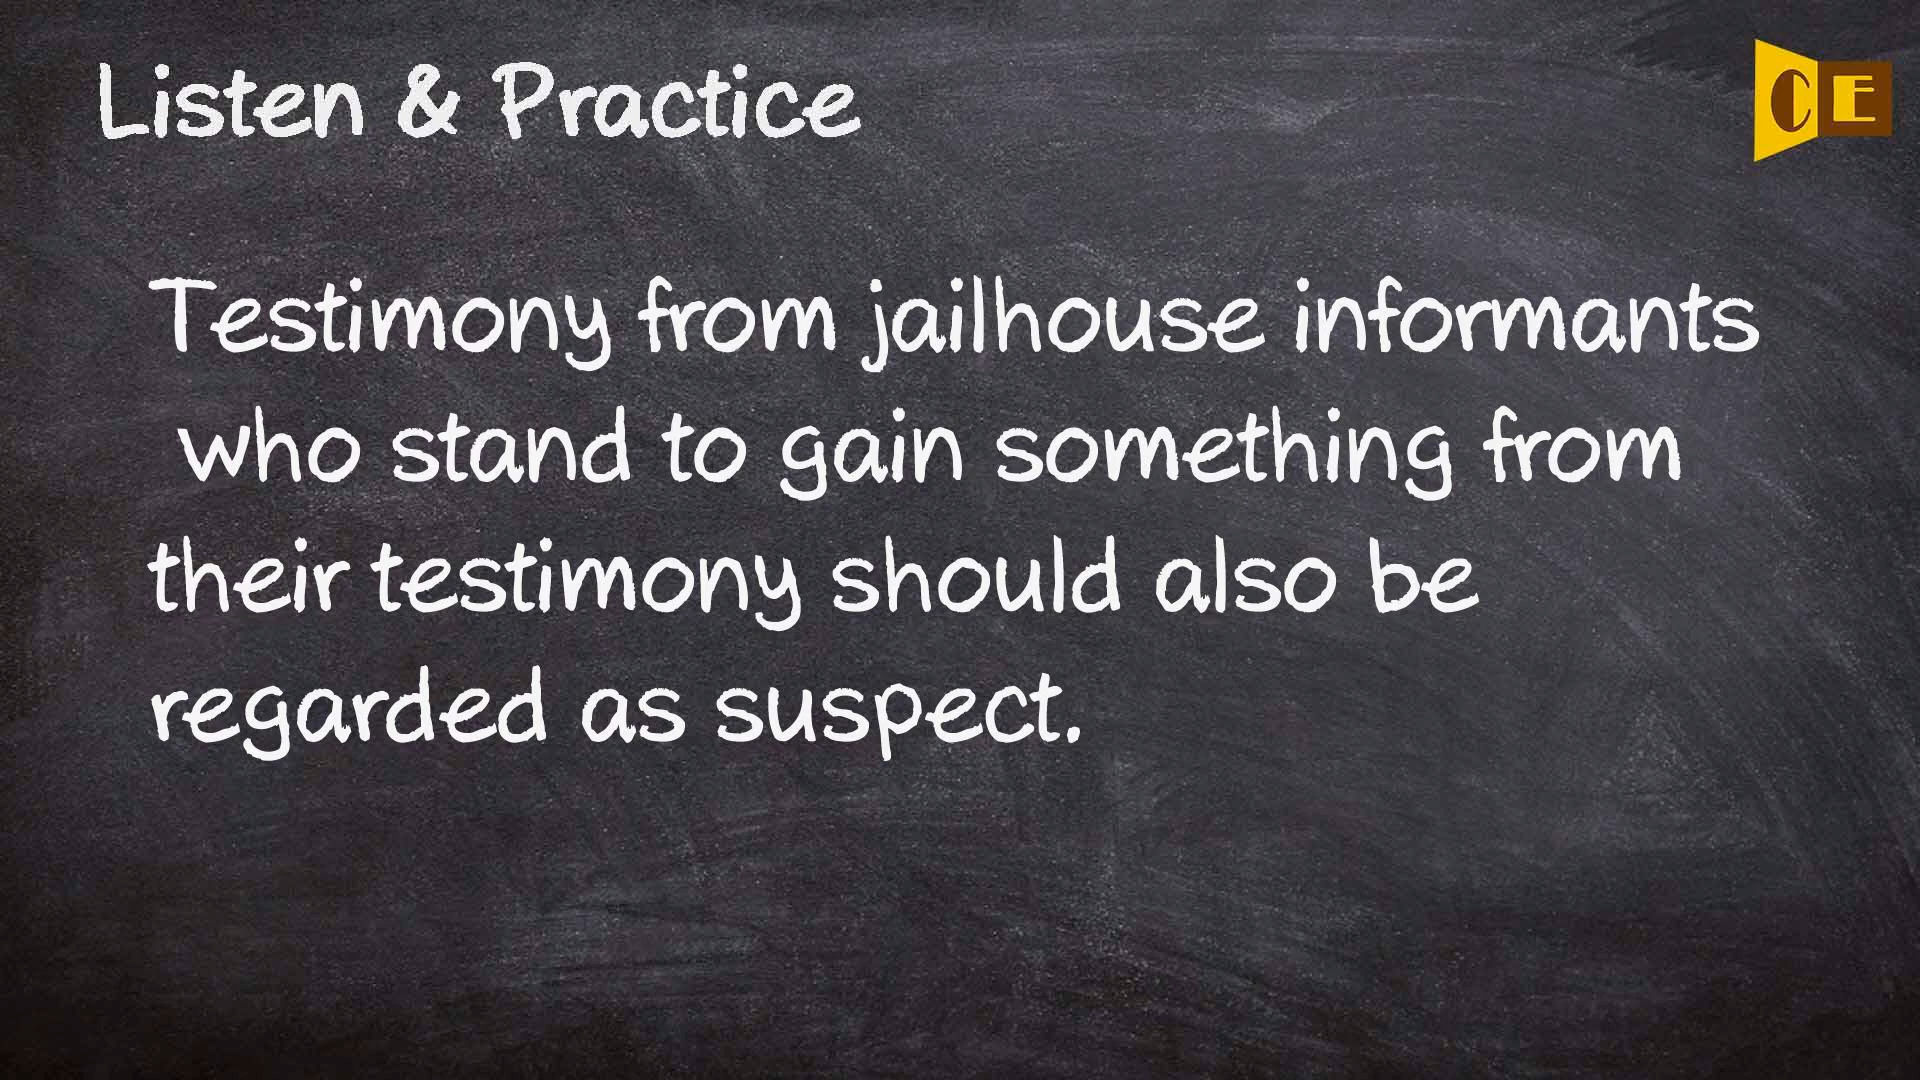 Listen & Practice
CE
Testimony from jailhouse informants
who stand to gain something from
their testimony should also be
regarded as suspect.